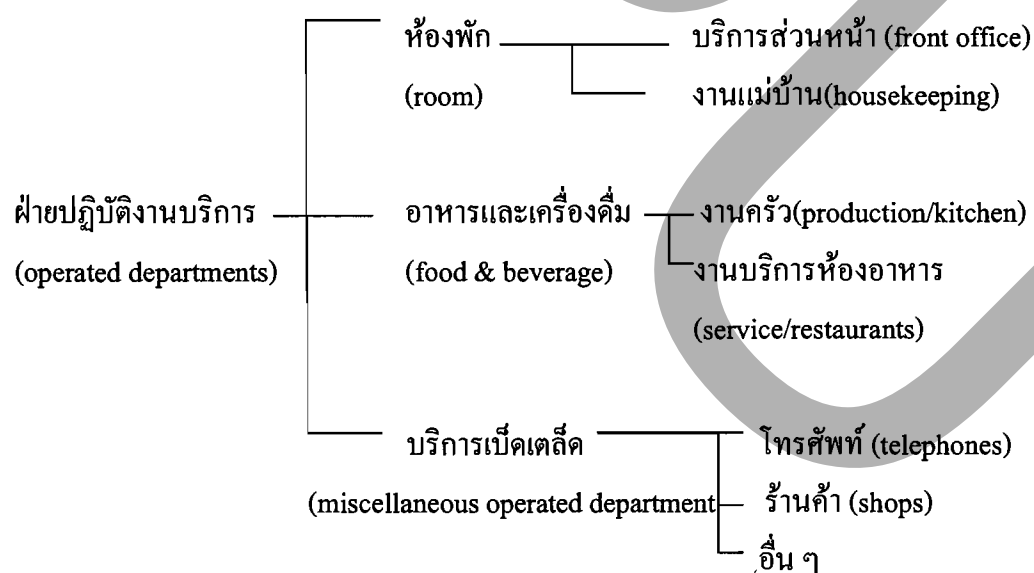 ห้องพัก บริการส่วนหน้า (front office)
(room) งานแม่บ้าน(housekeeping)
ฝ่ายปฏิบัติงานบริการ อาหารและเครื่องดื่ม งานครัว(production/kitchen)
(operated departments) (food & beverage) งานบริการห้องอาหาร
(service/restaurants)
บริการเบ็ดเตล็ด โทรศัพท์ (telephones)
(miscellaneous operated department ร้านค้า (shops)
อื่น ๆ